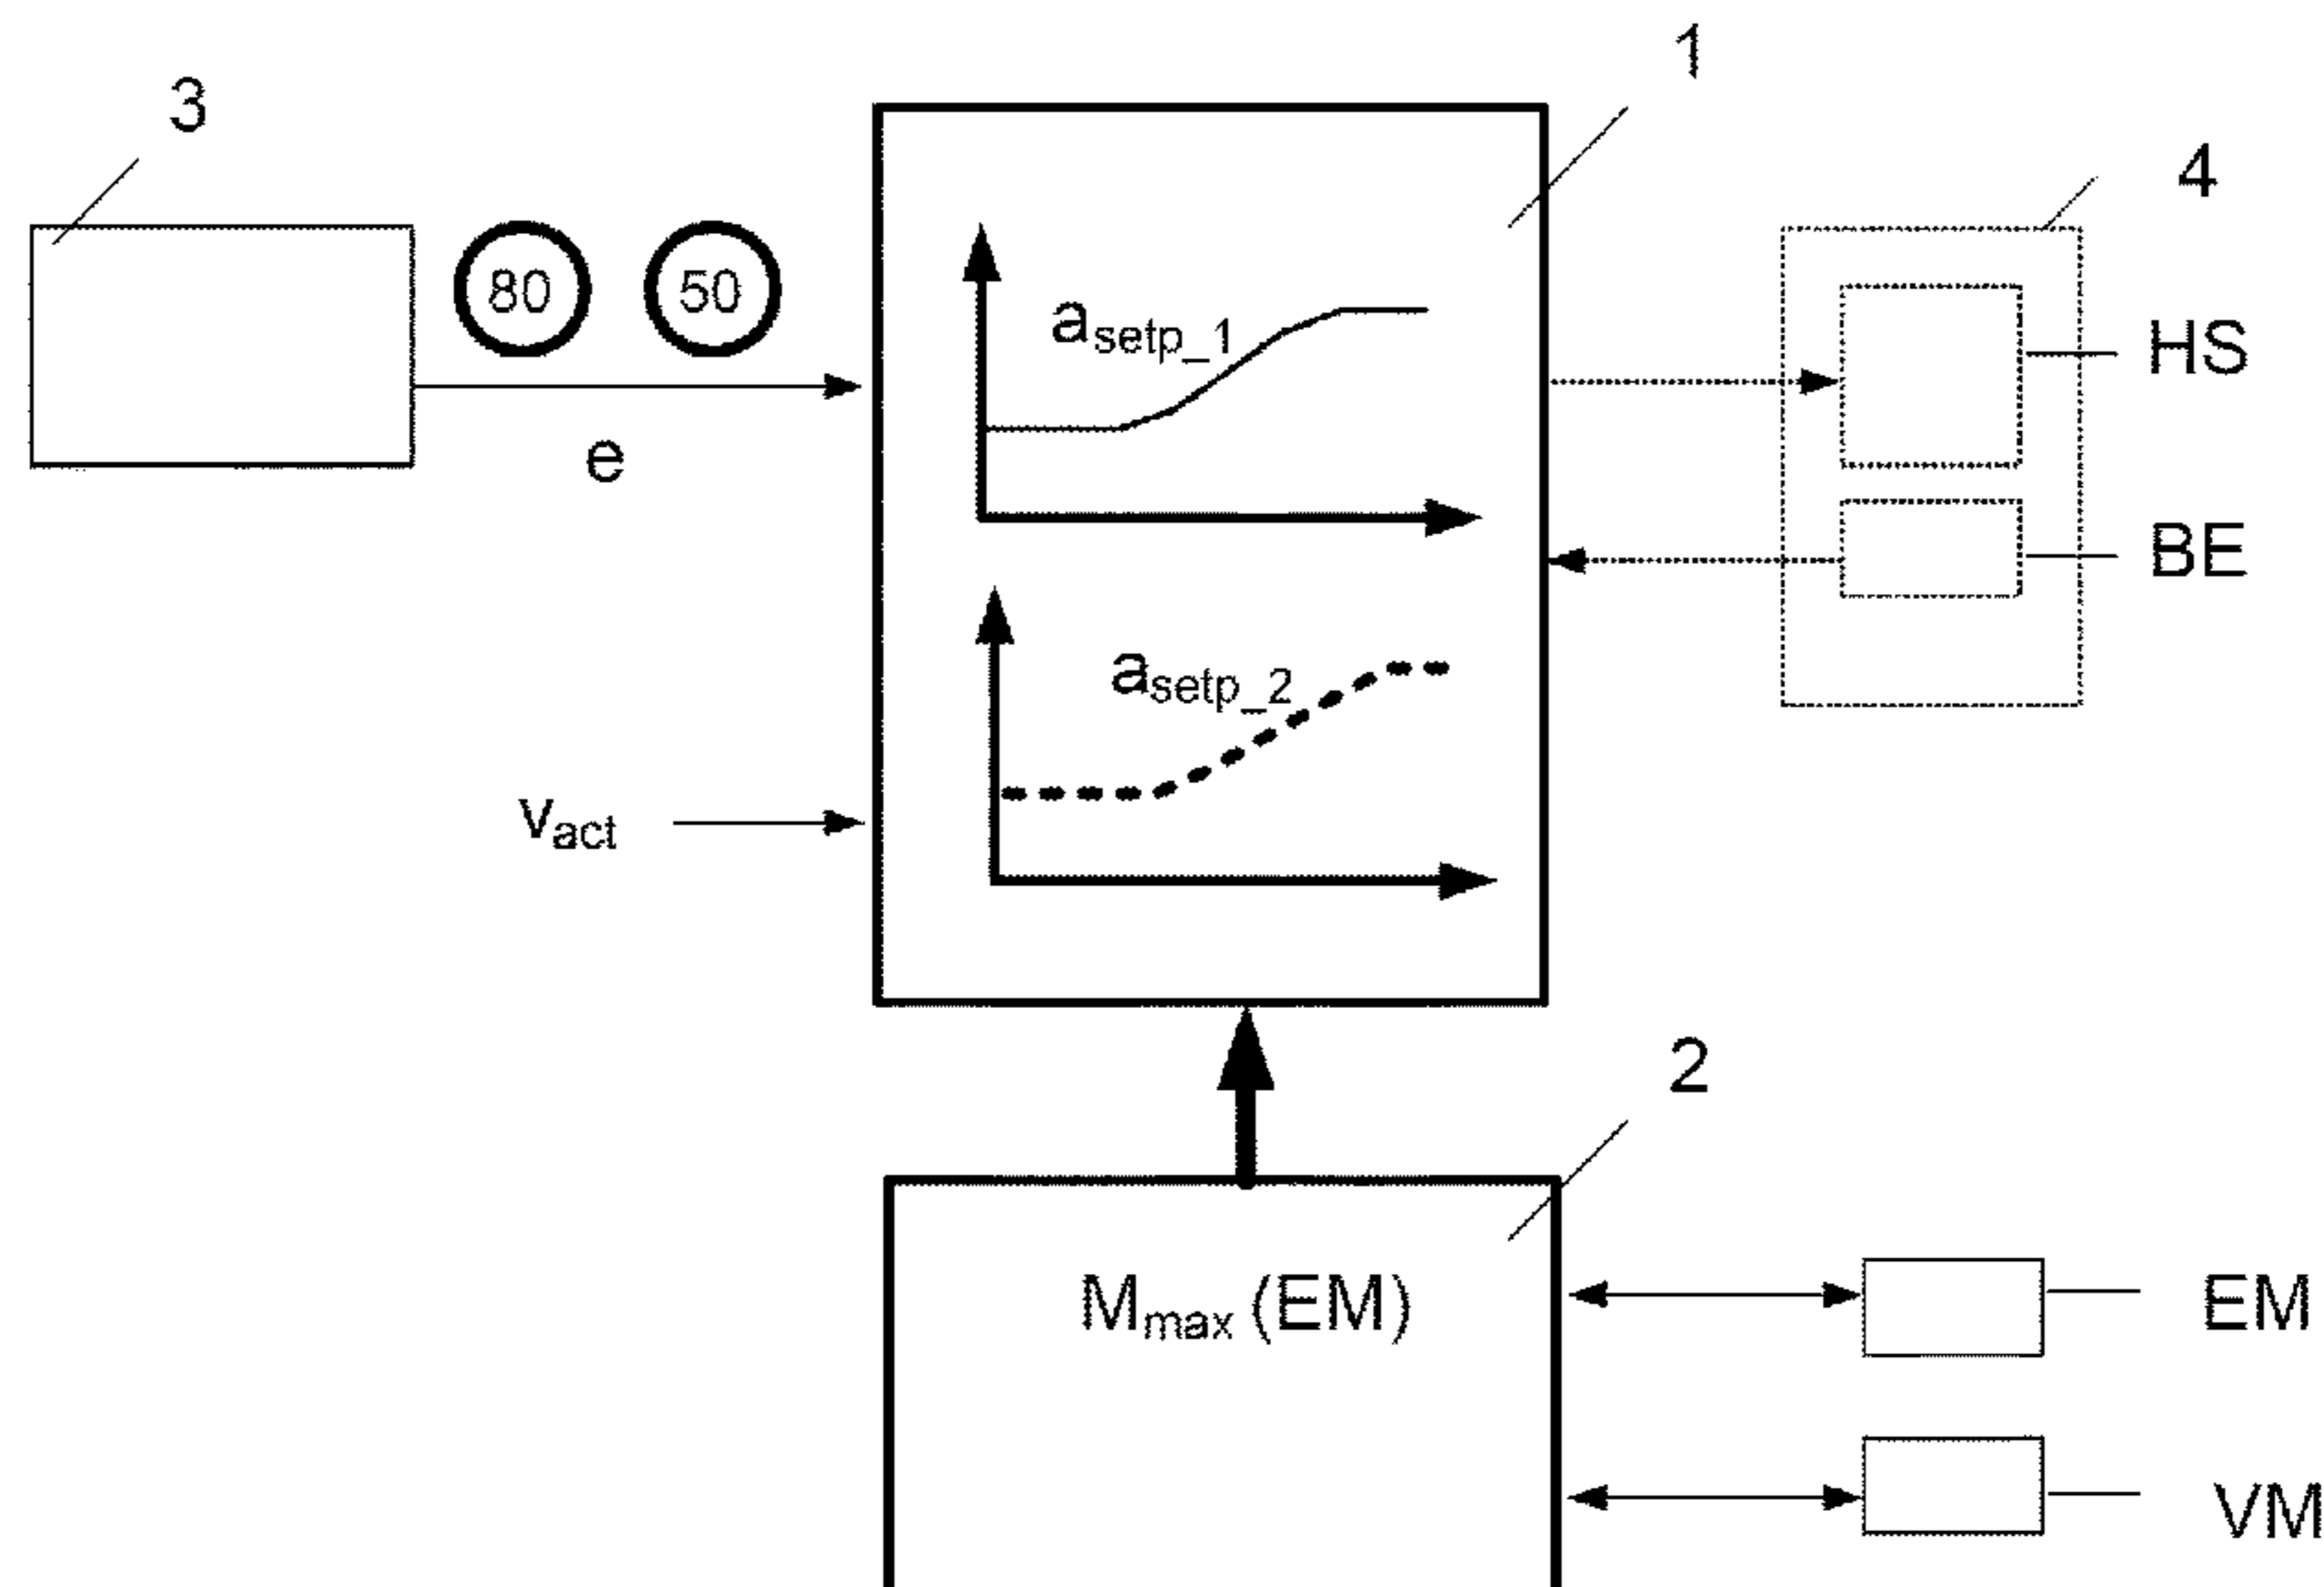 1
3
4
80 50
a_setp_1
HS
e
BE
a_setp_2
v_act
2
M_max (EM)
EM
VM